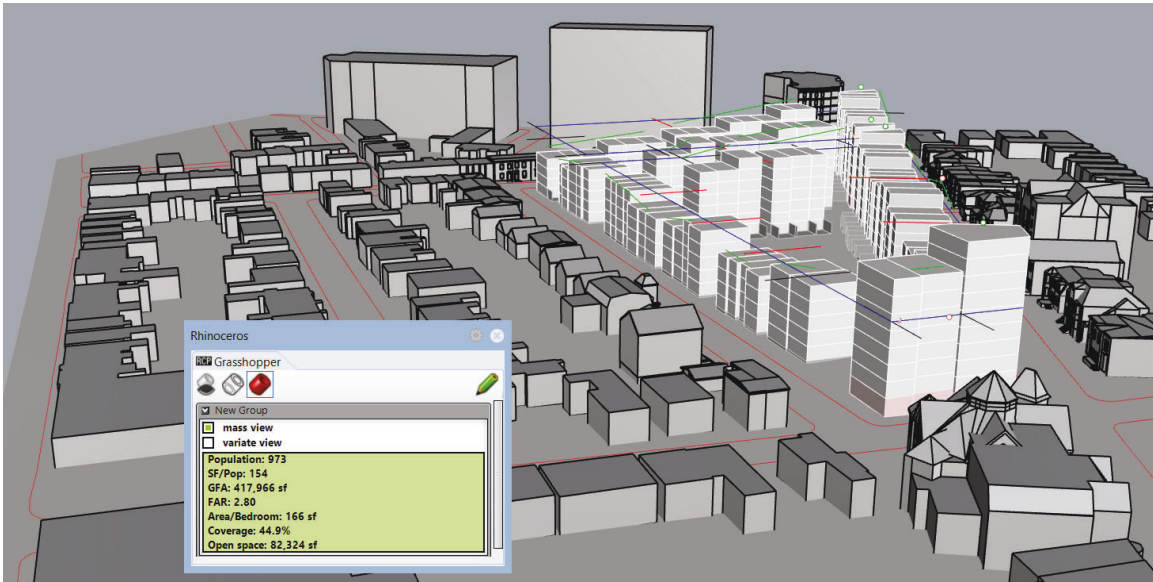 Rhinoceros
RCP Grasshopper
New Group
mass view
variate view
Population: 973
SF/Pop: 154
GFA: 417,966 sf
FAR: 2.80
Area/Bedroom: 166 sf
Coverage: 44.9%
Open space: 82,324 sf